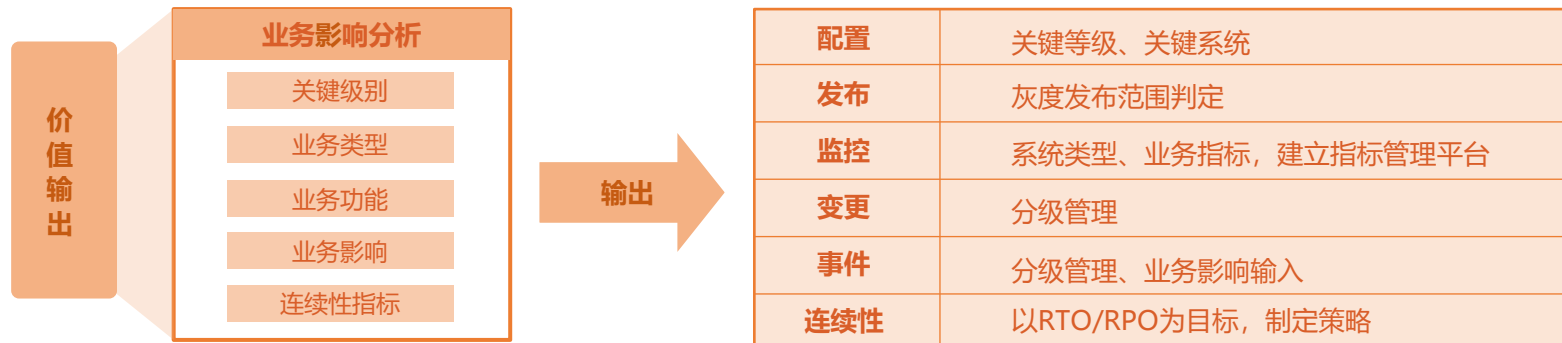 价值输出
业务影响分析
关键级别
业务类型
业务功能
业务影响
连续性指标
输出
配置 关键等级、关键系统
发布 灰度发布范围判定
监控 系统类型、业务指标，建立指标管理平台
变更 分级管理
事件 分级管理、业务影响输入
连续性 以RTO/RPO为目标，制定策略